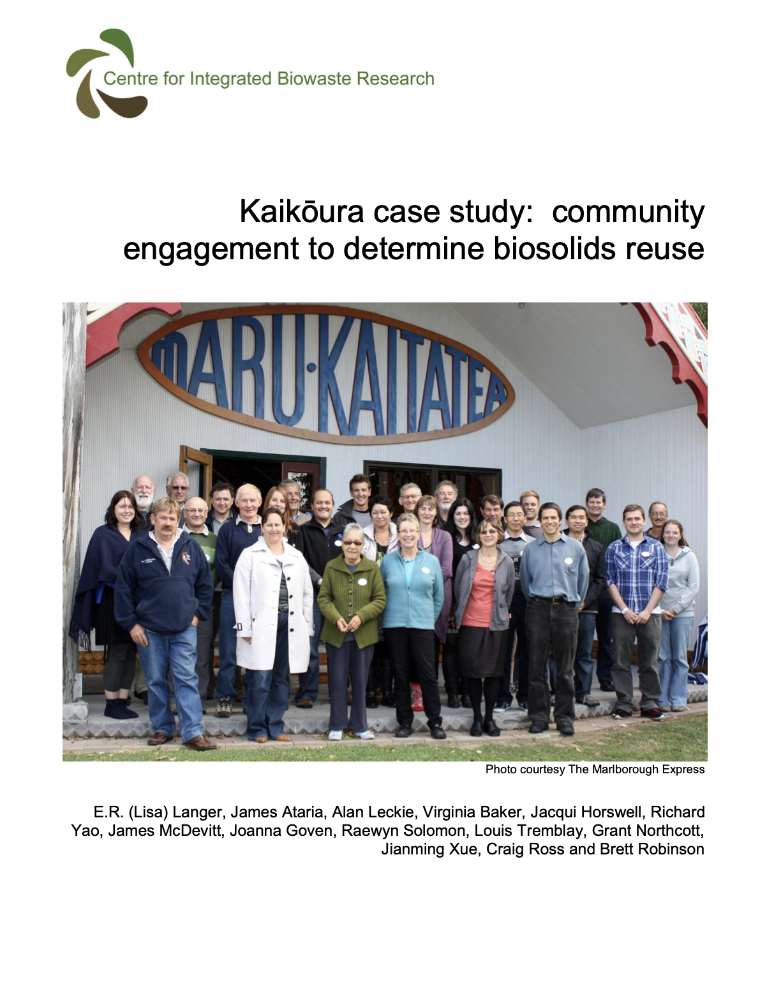 Centre for Integrated Biowaste Research
Kaikōura case study:  community
engagement to determine biosolids reuse
MARU·KAITATEA
Photo courtesy The Marlborough Express
E.R. (Lisa) Langer, James Ataria, Alan Leckie, Virginia Baker, Jacqui Horswell, Richard
Yao, James McDevitt, Joanna Goven, Raewyn Solomon, Louis Tremblay, Grant Northcott,
Jianming Xue, Craig Ross and Brett Robinson